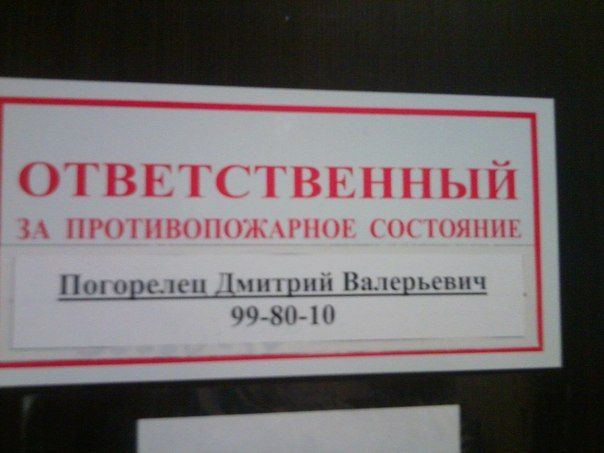 ОТВЕТСТВЕННЫЙ
ЗА ПРОТИВОПОЖАРНОЕ СОСТОЯНИЕ
Погорелец Дмитрий Валерьевич
99-80-10